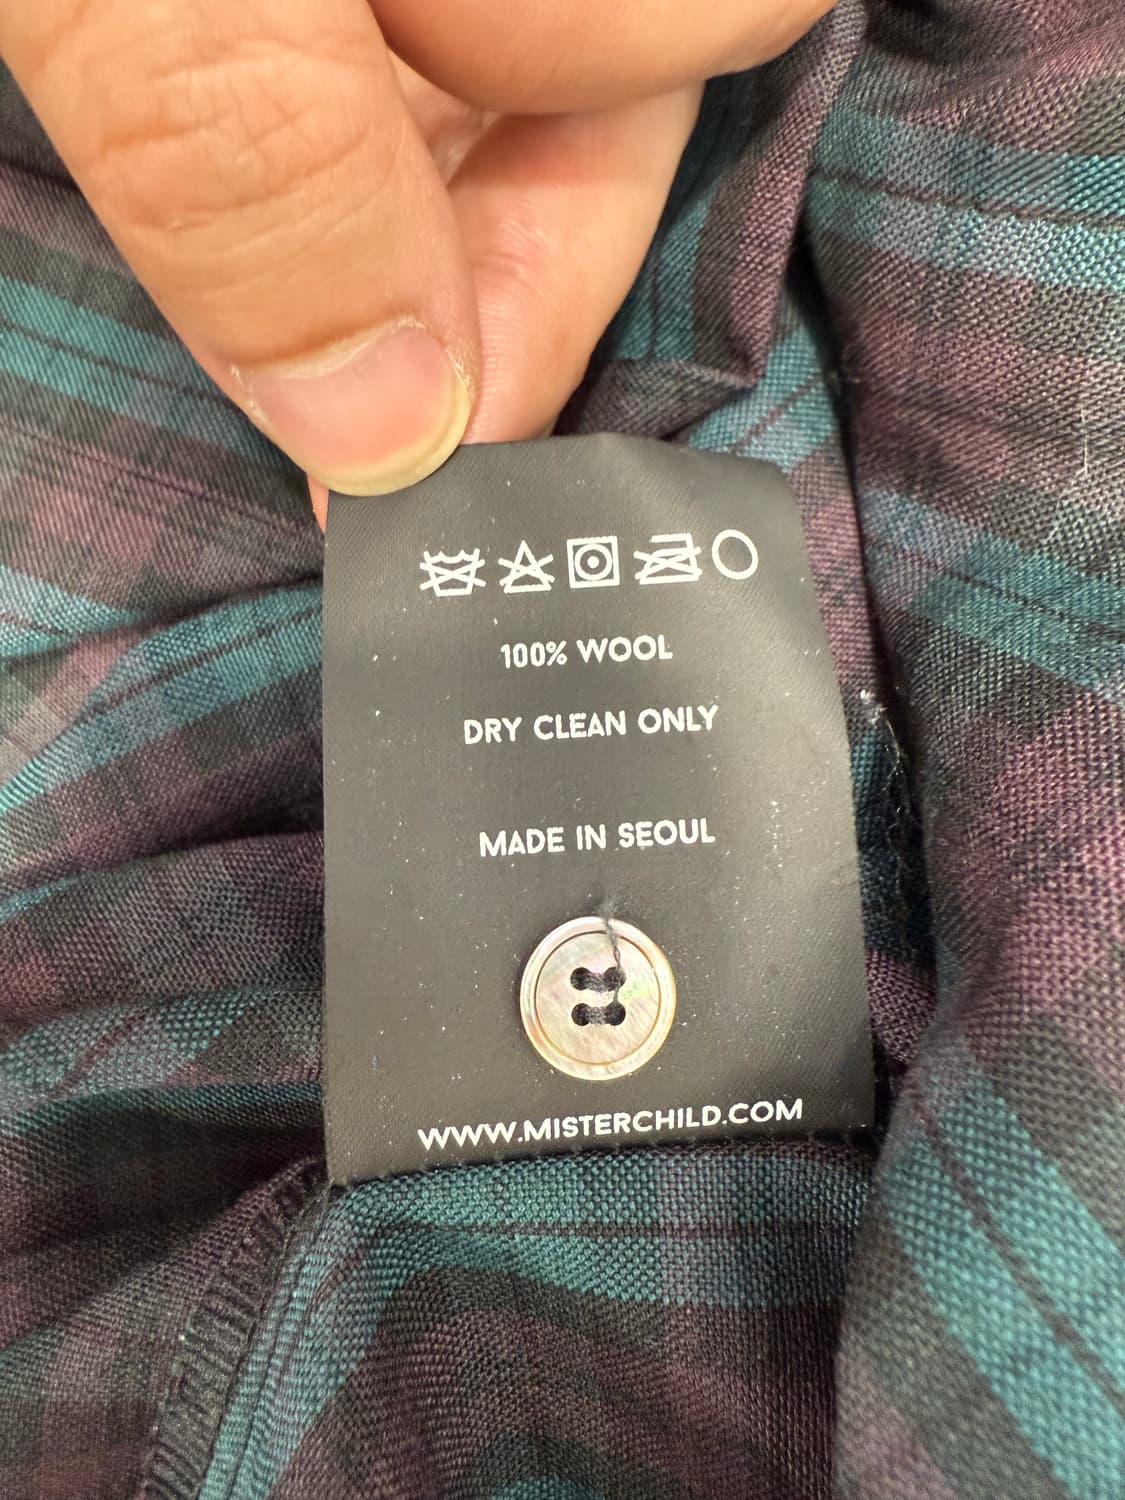 100% WOOL
DRY CLEAN ONLY
MADE IN SEOUL
WWW.MISTERCHILD.COM